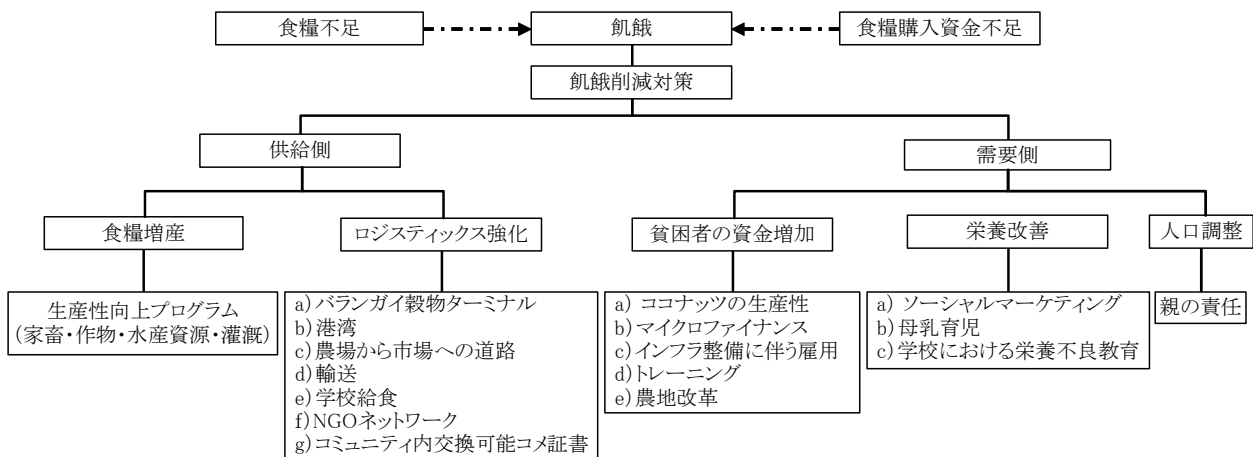 食糧不足
飢餓
食糧購入資金不足
飢餓削減対策
供給側
需要側
食糧増産
ロジスティックス強化
貧困者の資金増加
栄養改善
人口調整
生産性向上プログラム
(家畜・作物・水産資源・灌漑)
a)バランガイ穀物ターミナル
b)港湾
c)農場から市場への道路
d)輸送
e)学校給食
f)NGOネットワーク
g)コミュニティ内交換可能コメ証書
a) ココナッツの生産性
b)マイクロファイナンス
c)インフラ整備に伴う雇用
d)トレーニング
e)農地改革
a) ソーシャルマーケティング
b)母乳育児
c)学校における栄養不良教育
親の責任